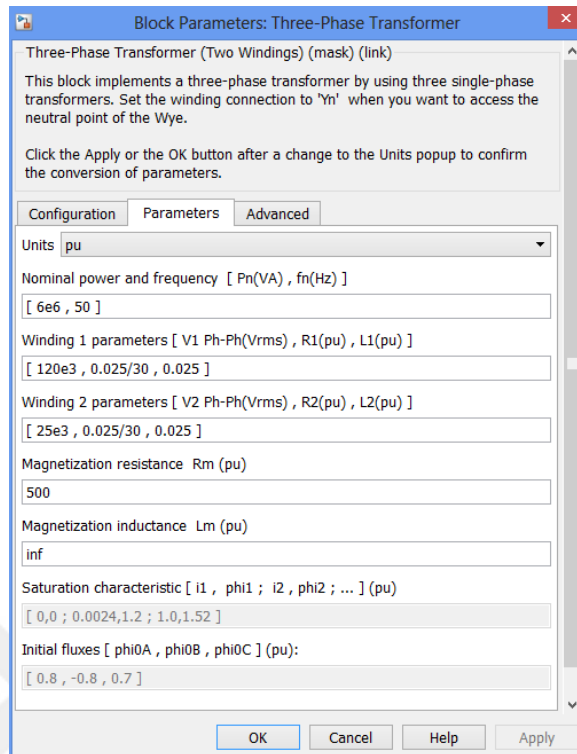 Block Parameters: Three-Phase Transformer
Three-Phase Transformer (Two Windings) (mask) (link)
This block implements a three-phase transformer by using three single-phase
transformers. Set the winding connection to 'Yn' when you want to access the
neutral point of the Wye.
Click the Apply or the OK button after a change to the Units popup to confirm
the conversion of parameters.
Configuration Parameters Advanced
Units pu
Nominal power and frequency [ Pn(VA) , fn(Hz) ]
[ 6e6 , 50 ]
Winding 1 parameters [ V1 Ph-Ph(Vrms) , R1(pu) , L1(pu) ]
[ 120e3 , 0.025/30 , 0.025 ]
Winding 2 parameters [ V2 Ph-Ph(Vrms) , R2(pu) , L2(pu) ]
[ 25e3 , 0.025/30 , 0.025 ]
Magnetization resistance Rm (pu)
500
Magnetization inductance Lm (pu)
inf
Saturation characteristic [ i1 , phi1 ; i2 , phi2 ; ... ] (pu)
[ 0,0 ; 0.0024,1.2 ; 1.0,1.52 ]
Initial fluxes [ phi0A , phi0B , phi0C ] (pu):
[ 0.8 , -0.8 , 0.7 ]
OK Cancel Help Apply